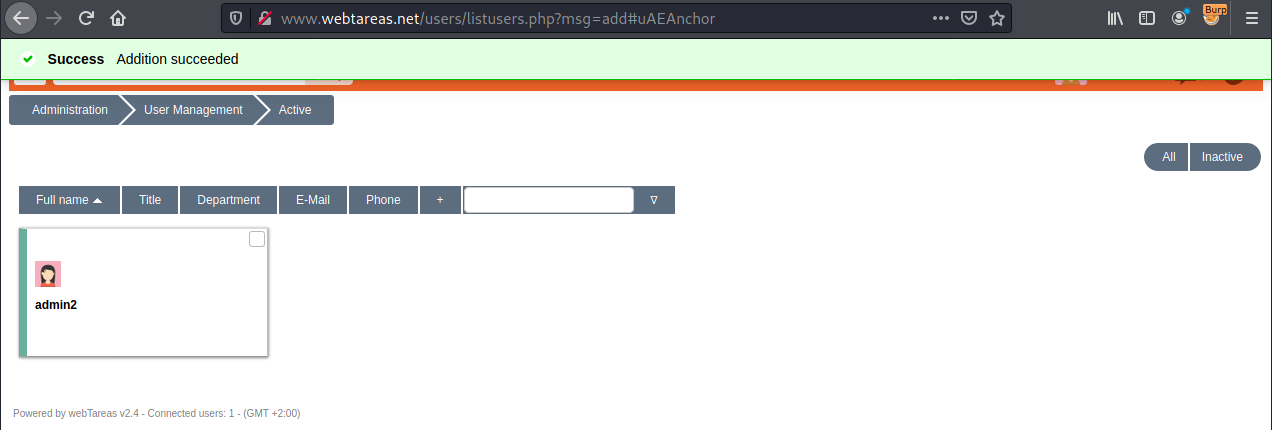 www.webtareas.net/users/listusers.php?msg=add#uAEAnchor
Burp
Success Addition succeeded
Administration User Management Active
All Inactive
Full name Title Department E-Mail Phone +
admin2
Powered by webTareas v2.4 - Connected users: 1 - (GMT +2:00)